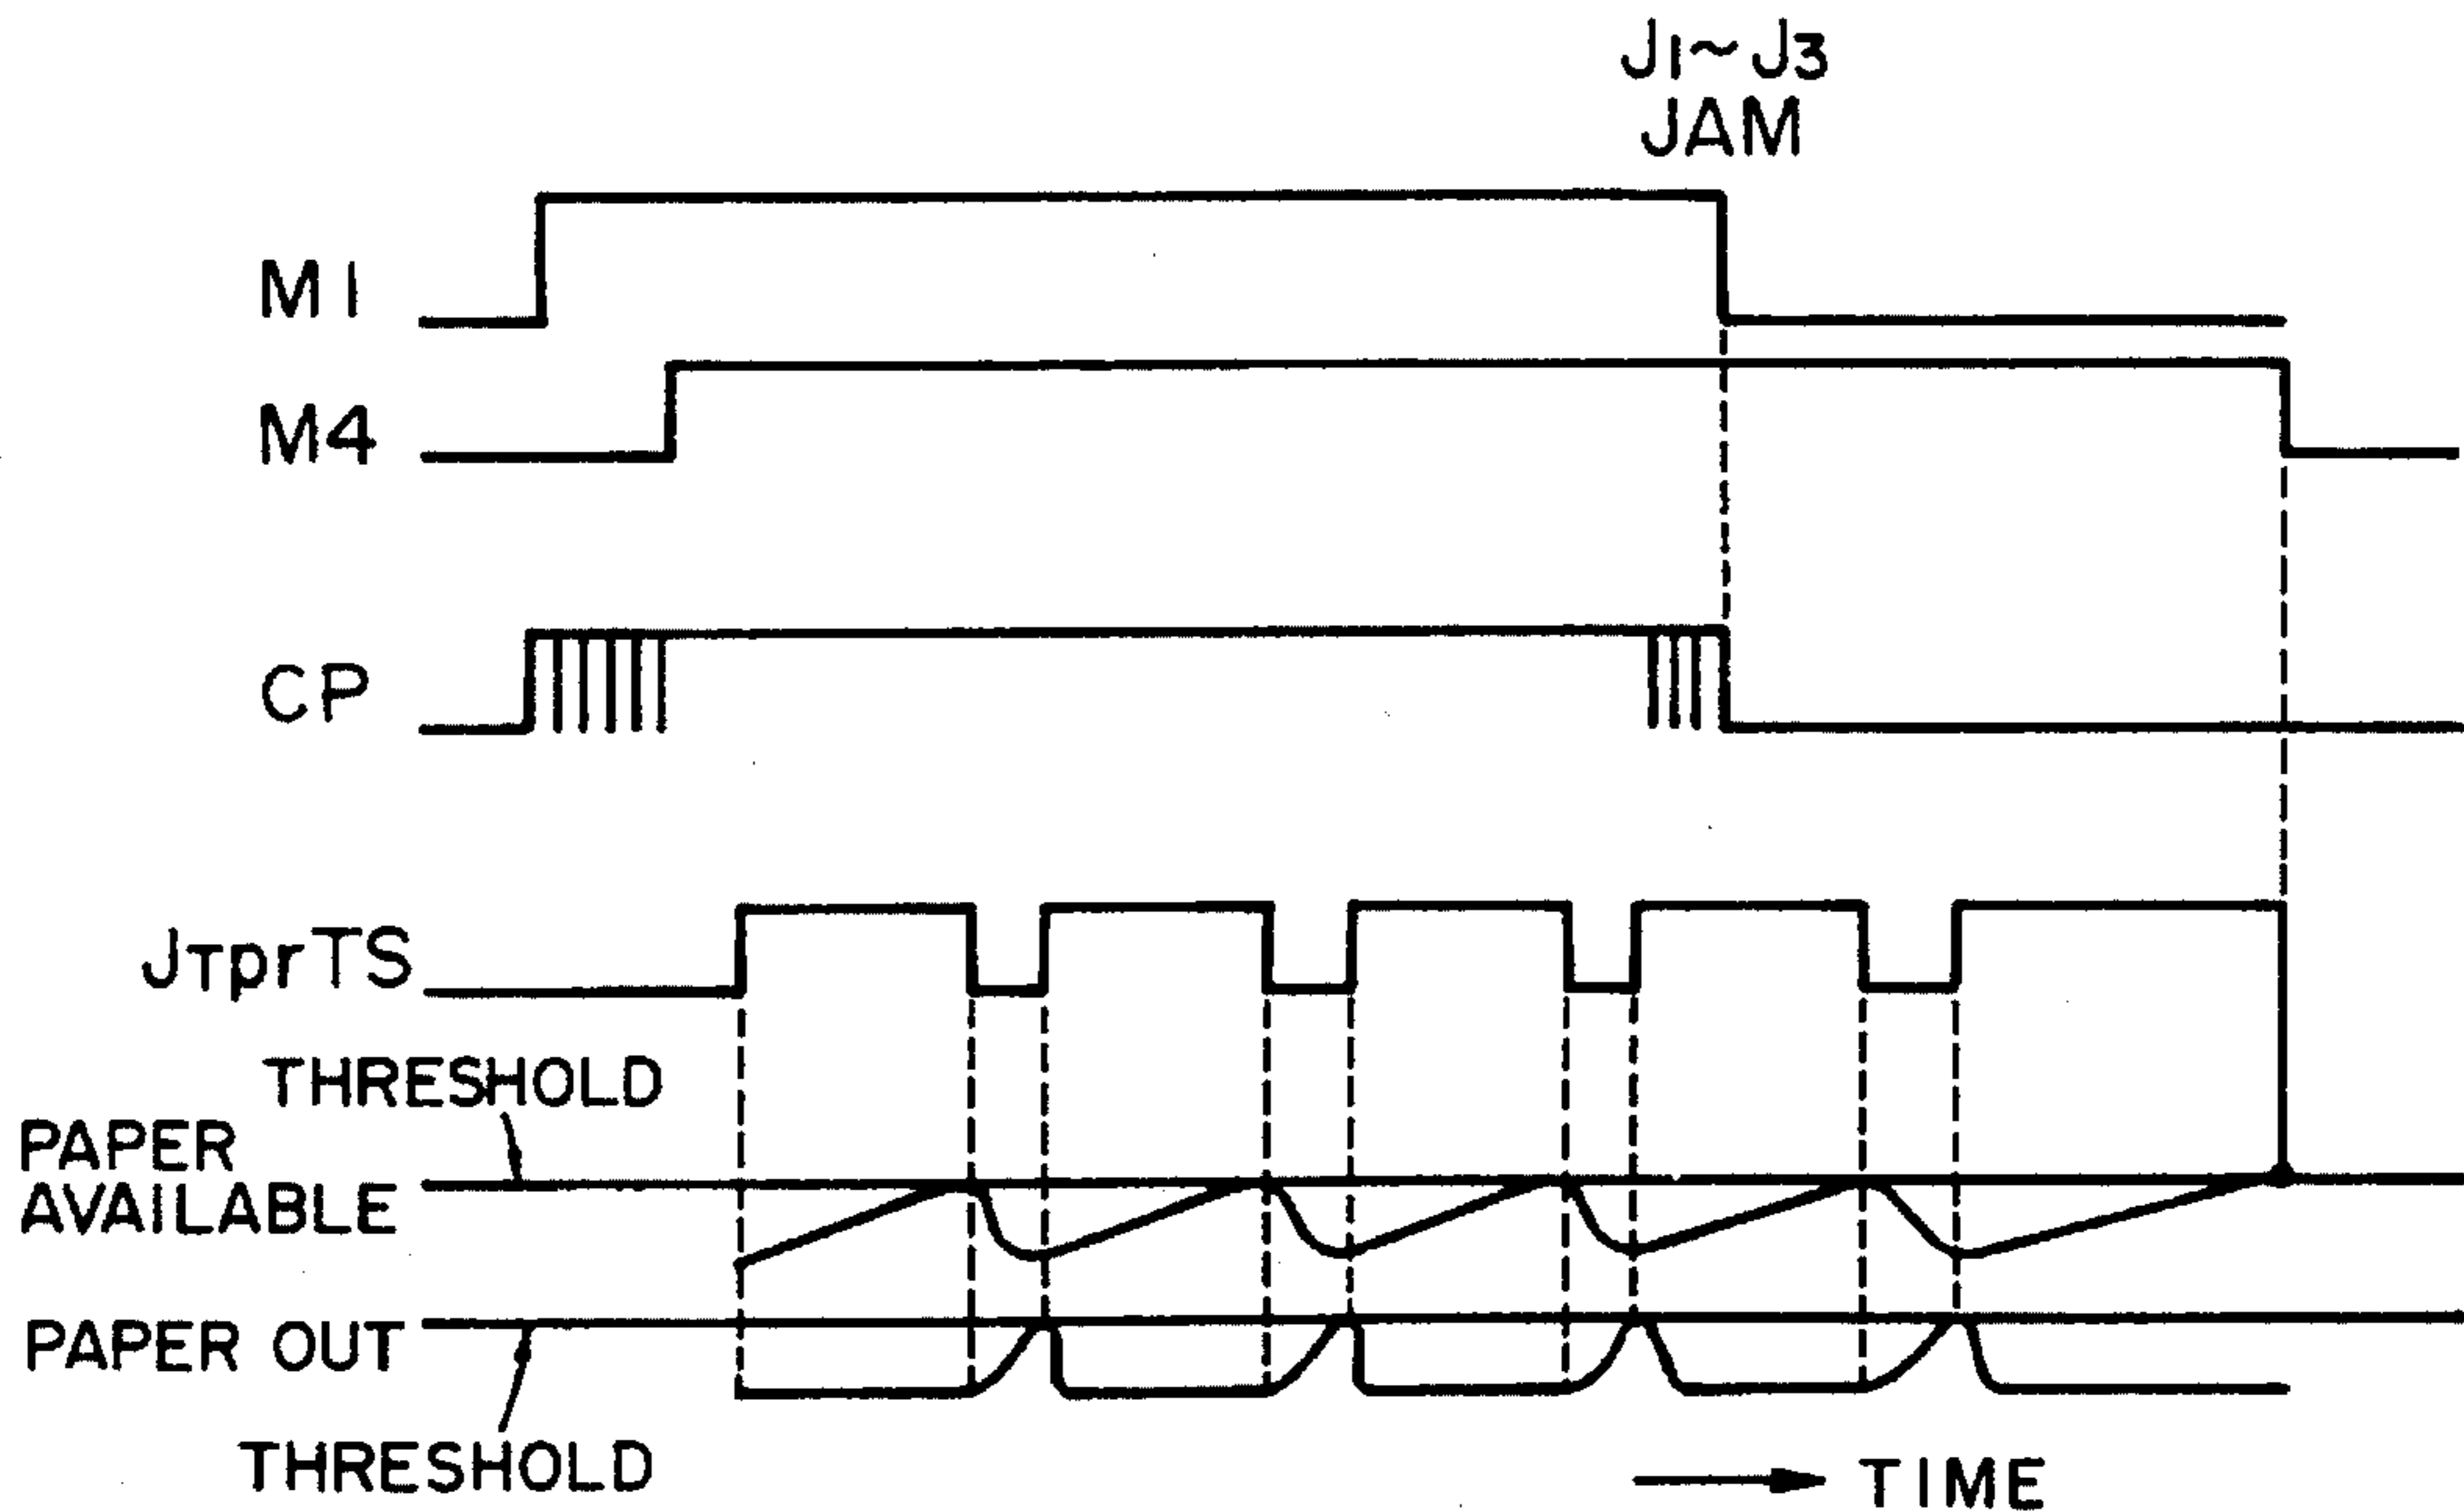 J1~J3
JAM
M1
M4
CP
JTprTS
THRESHOLD
PAPER
AVAILABLE
PAPER OUT
THRESHOLD
TIME